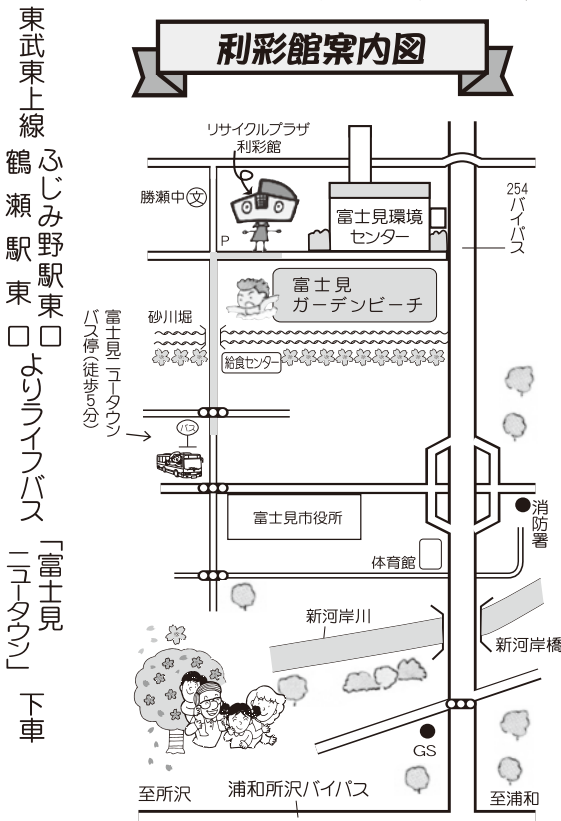 利彩館案内図
東武東上線
ふじみ野駅東口
鶴瀬駅東口
よりライフバス
「富士見
ニュータウン」
下車
リサイクルプラザ
利彩館
勝瀬中
文
P
富士見環境
センター
254
バイパス
富士見
ガーデンビーチ
砂川堀
給食センター
富士見ニュータウン
バス停(徒歩5分)
バス
富士見市役所
消防署
体育館
新河岸川
新河岸橋
GS
至所沢
浦和所沢バイパス
至浦和